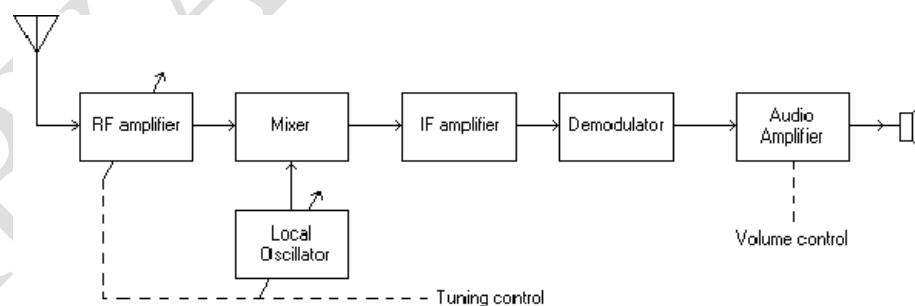 RF amplifier
Mixer
IF amplifier
Demodulator
Audio
Amplifier
Local
Oscillator
Volume control
Tuning control